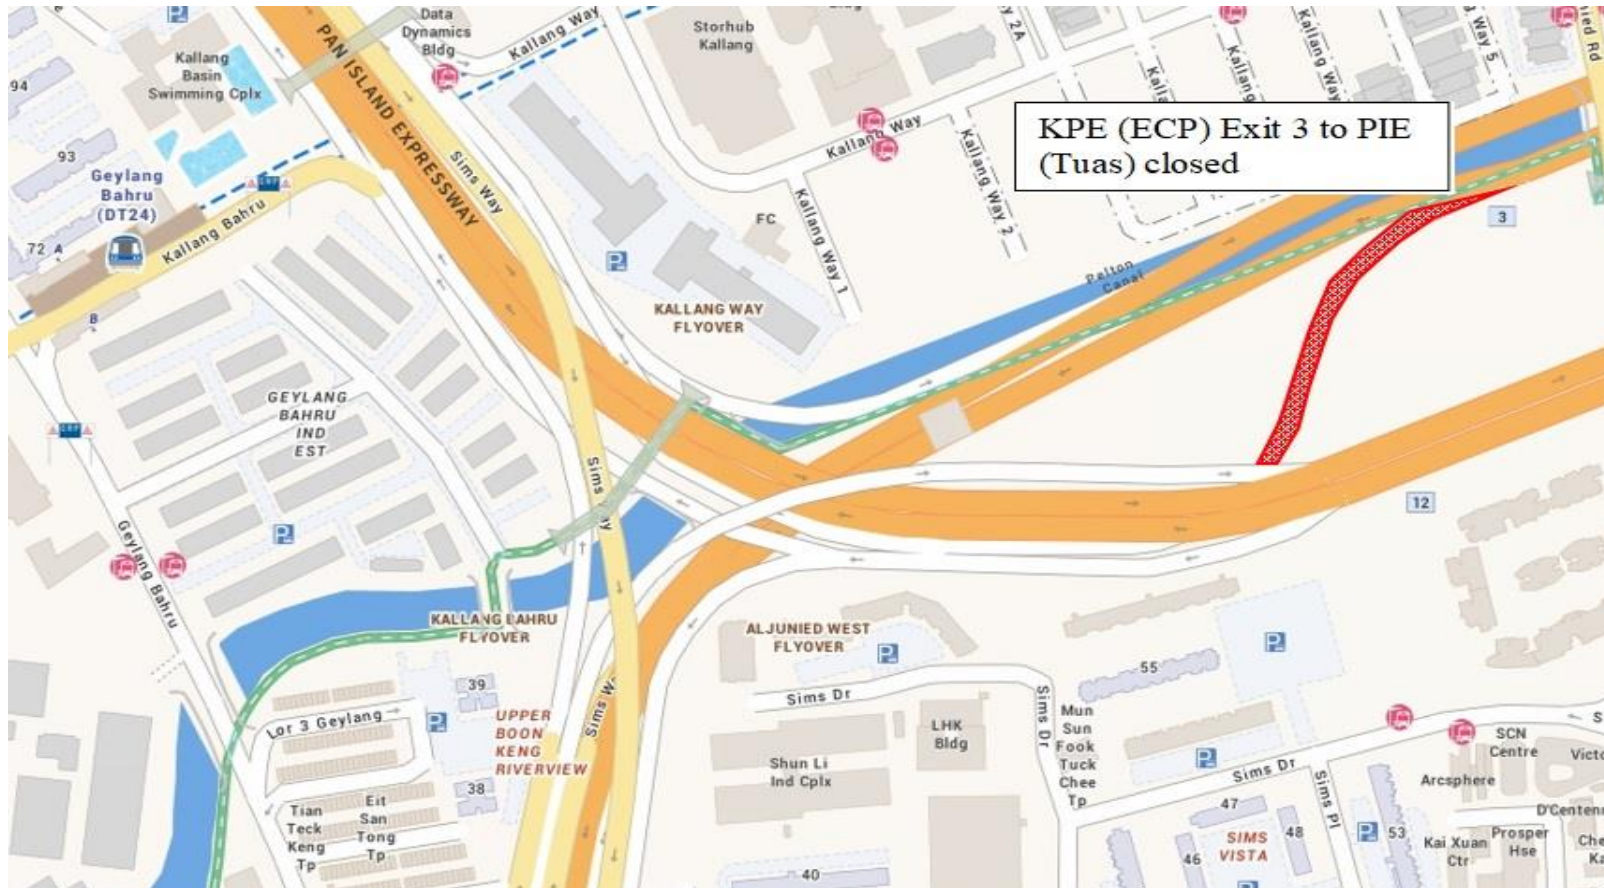 Data
Dynamics
Bldg
Kallang Way
Storhub
Kallang
Kallang Way
PAN ISLAND EXPRESSWAY
Kallang
Basin
Swimming Cplx
94
93
Geylang
Bahru
(DT24)
72
A
B
Kallang Bahru
Sims Way
Kallang Way
Kallang Way 1
Kallang Way 2
FC
KPE (ECP) Exit 3 to PIE
(Tuas) closed
3
Pelton
Canal
KALLANG WAY
FLYOVER
GEYLANG
BAHRU
IND
EST
Sims Way
12
Geylang Bahru
KALLANG BAHRU
FLYOVER
ALJUNIED WEST
FLYOVER
39
Lor 3 Geylang
UPPER
BOON
KENG
RIVERVIEW
Sims Way
38
Tian
Teck
Keng
Tp
Eit
San
Tong
Tp
Sims Dr
Sims Dr
LHK
Bldg
Shun Li
Ind Cplx
40
55
Mun
Sun
Fook
Tuck
Chee
Tp
Sims Dr
Sims Pl
47
48
46
SIMS
VISTA
53
SCN
Centre
Arcsphere
Kai Xuan
Ctr
Prosper
Hse